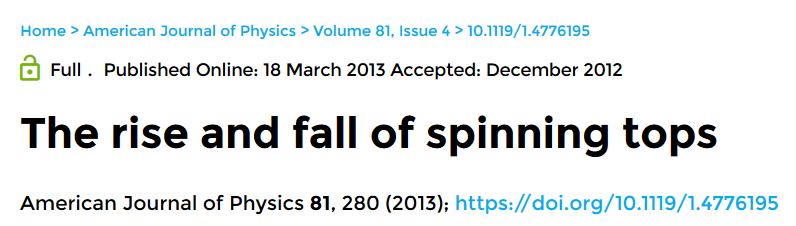 Home > American Journal of Physics > Volume 81, Issue 4 > 10.1119/1.4776195
Full . Published Online: 18 March 2013 Accepted: December 2012
The rise and fall of spinning tops
American Journal of Physics 81, 280 (2013); https://doi.org/10.1119/1.4776195